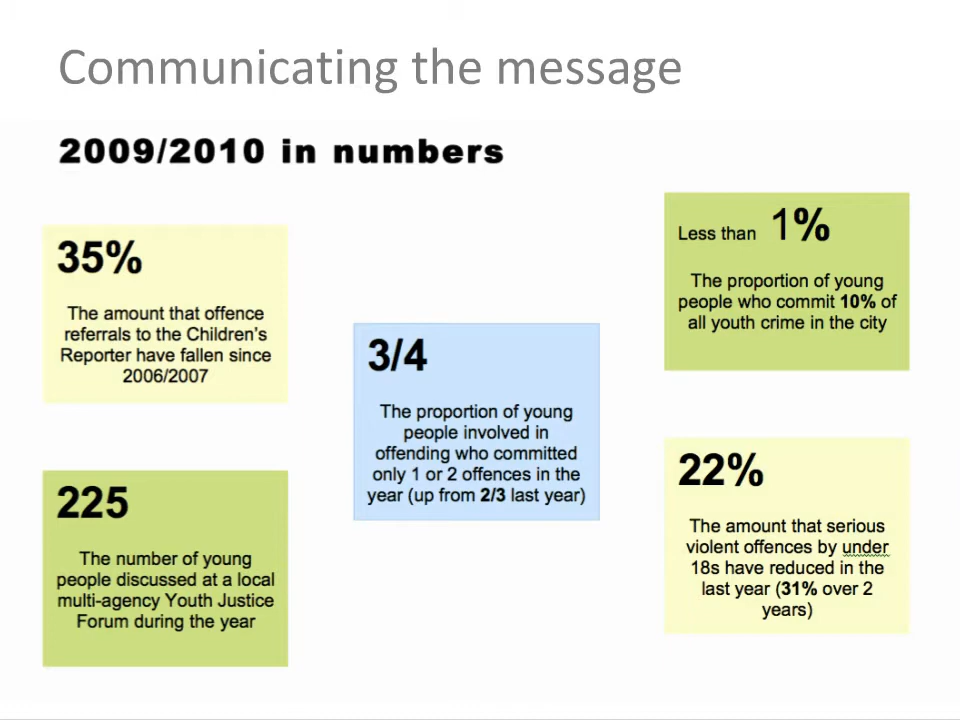 Communicating the message
2009/2010 in numbers
35%
The amount that offence
referrals to the Children's
Reporter have fallen since
2006/2007
225
The number of young
people discussed at a local
multi-agency Youth Justice
Forum during the year
3/4
The proportion of young
people involved in
offending who committed
only 1 or 2 offences in the
year (up from 2/3 last year)
Less than 1%
The proportion of young
people who commit 10% of
all youth crime in the city
22%
The amount that serious
violent offences by under
18s have reduced in the
last year (31% over 2
years)